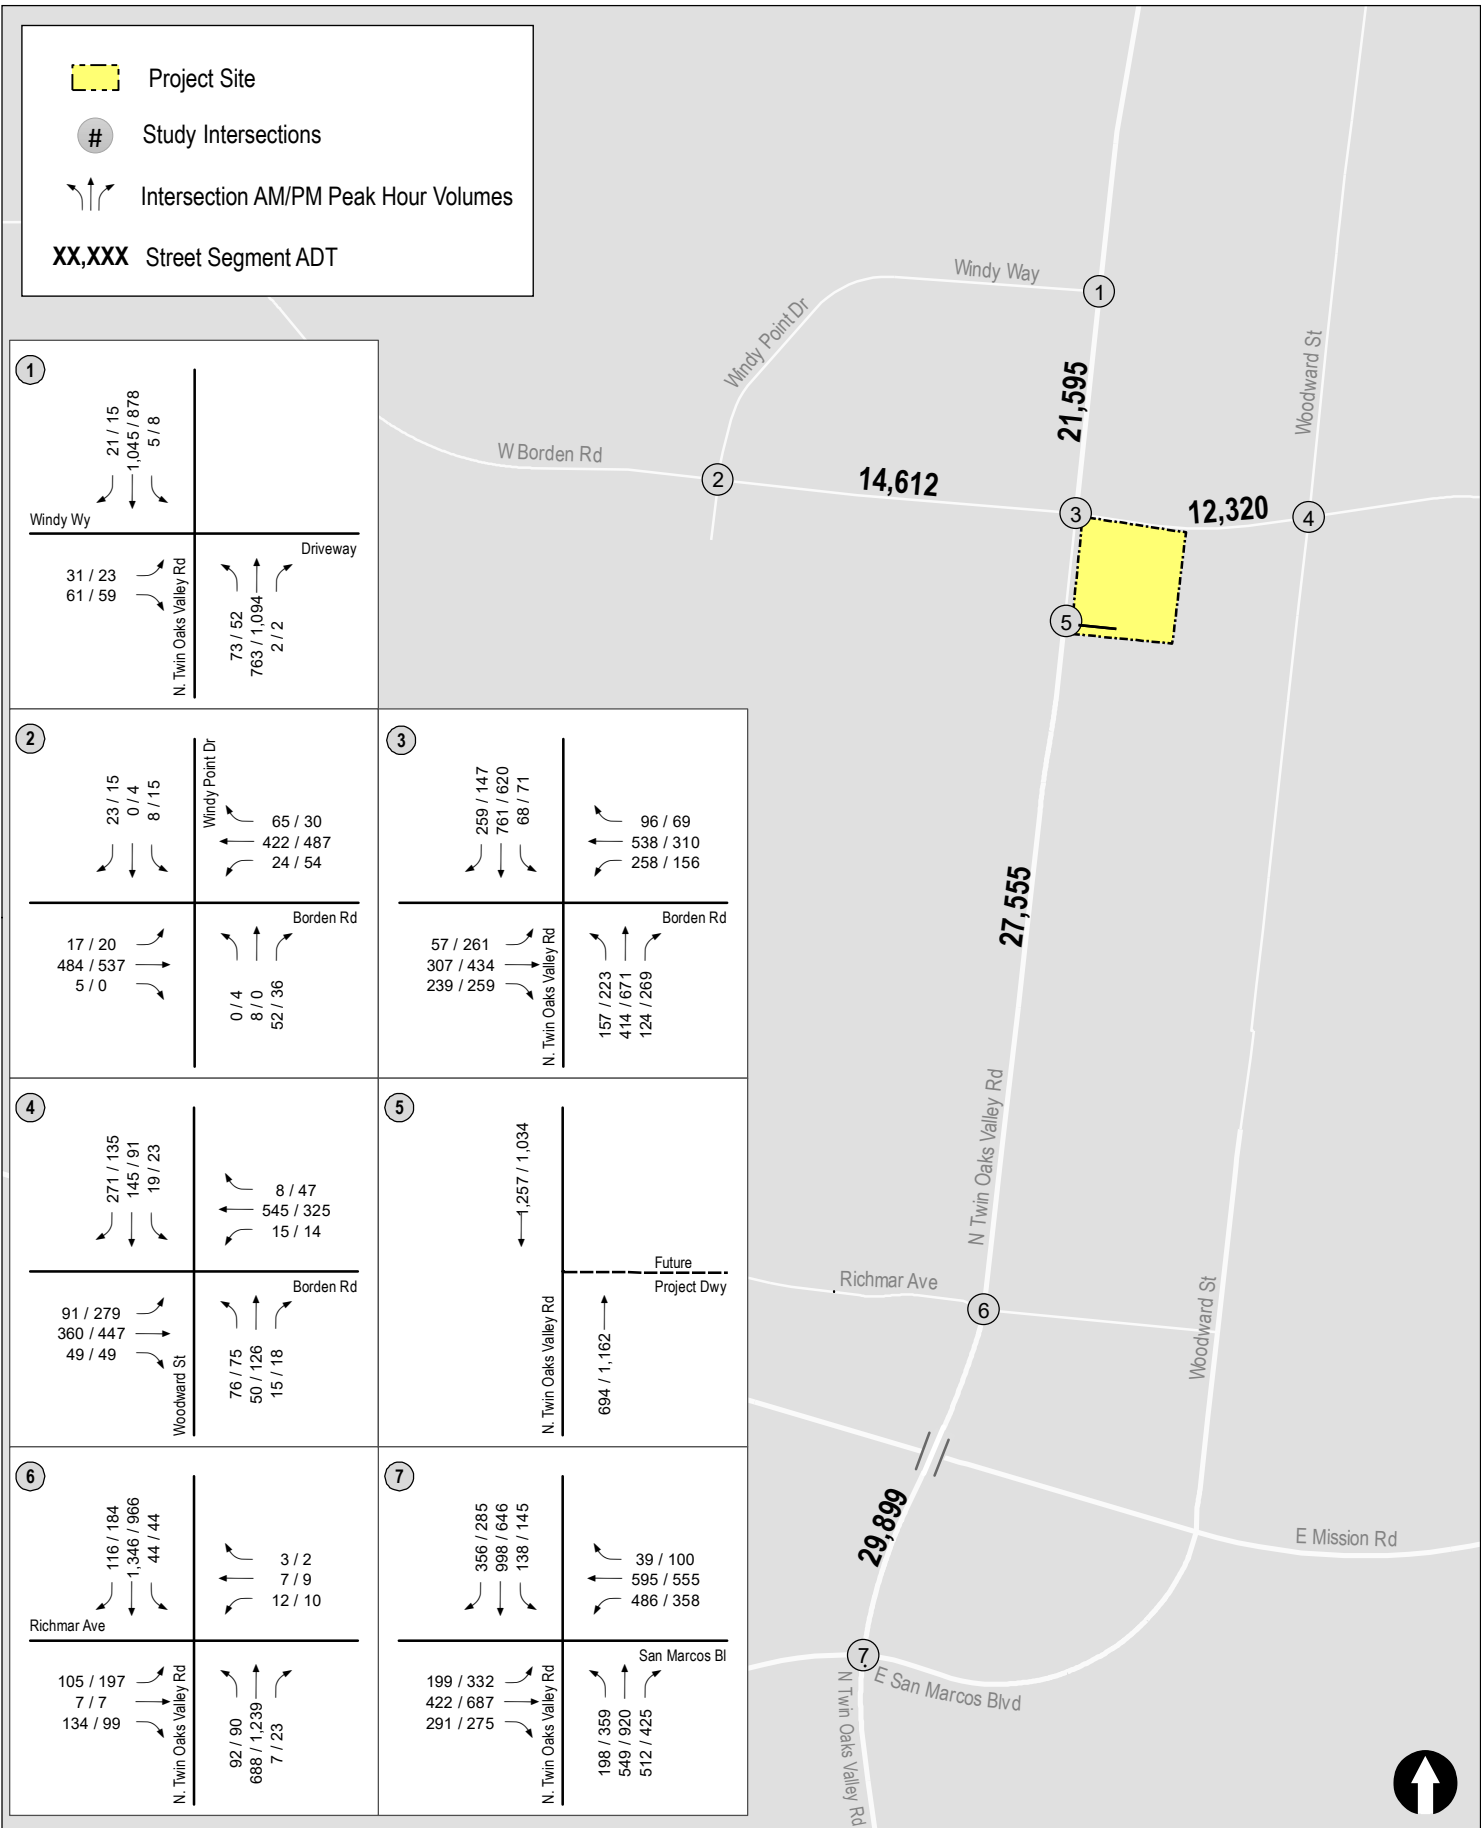 Project Site
# Study Intersections
Intersection AM/PM Peak Hour Volumes
XX,XXX Street Segment ADT
Windy Way
1
Windy Point Dr
21,595
Woodward St
W Borden Rd
2
14,612
3
12,320
4
5
27,555
N Twin Oaks Valley Rd
Richmar Ave
6
Woodward St
29,899
E Mission Rd
7
E San Marcos Blvd
N Twin Oaks Valley Rd
1
21 / 15
1,045 / 878
5 / 8
Windy Wy
Driveway
31 / 23
61 / 59
N. Twin Oaks Valley Rd
73 / 52
763 / 1,094
2 / 2
2
23 / 15
0 / 4
8 / 15
Windy Point Dr
65 / 30
422 / 487
24 / 54
Borden Rd
17 / 20
484 / 537
5 / 0
0 / 4
8 / 0
52 / 36
3
259 / 147
761 / 620
68 / 71
96 / 69
538 / 310
258 / 156
Borden Rd
57 / 261
307 / 434
239 / 259
N. Twin Oaks Valley Rd
157 / 223
414 / 671
124 / 269
4
271 / 135
145 / 91
19 / 23
8 / 47
545 / 325
15 / 14
Borden Rd
91 / 279
360 / 447
49 / 49
Woodward St
76 / 75
50 / 126
15 / 18
5
1,257 / 1,034
Future
Project Dwy
N. Twin Oaks Valley Rd
694 / 1,162
6
116 / 184
1,346 / 966
44 / 44
3 / 2
7 / 9
12 / 10
Richmar Ave
105 / 197
7 / 7
134 / 99
N. Twin Oaks Valley Rd
92 / 90
688 / 1,239
7 / 23
7
356 / 285
998 / 646
138 / 145
39 / 100
595 / 555
486 / 358
San Marcos Bl
199 / 332
422 / 687
291 / 275
N. Twin Oaks Valley Rd
198 / 359
549 / 920
512 / 425